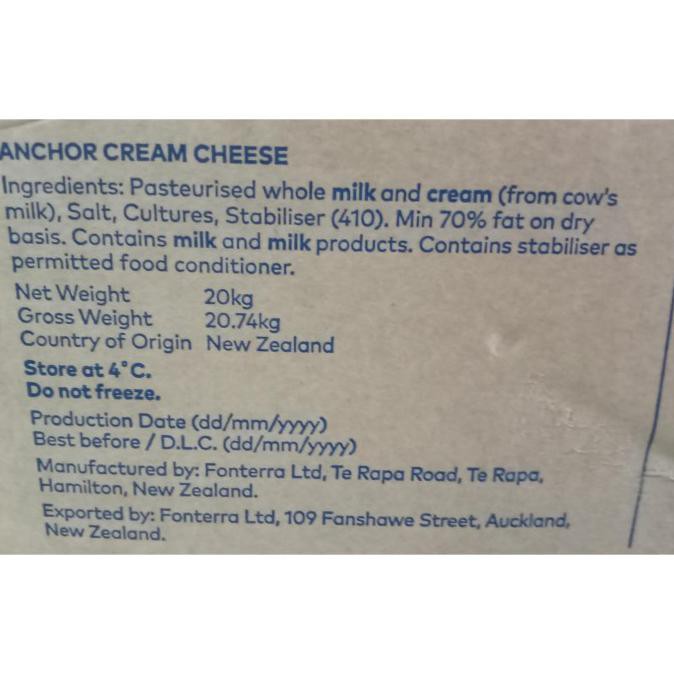 ANCHOR CREAM CHEESE
Ingredients: Pasteurised whole milk and cream (from cow's
milk), Salt, Cultures, Stabiliser (410). Min 70% fat on dry
basis. Contains milk and milk products. Contains stabiliser as
permitted food conditioner.
Net Weight 20kg
Gross Weight 20.74kg
Country of Origin New Zealand
Store at 4°C.
Do not freeze.
Production Date (dd/mm/yyyy)
Best before / D.L.C. (dd/mm/yyyy)
Manufactured by: Fonterra Ltd, Te Rapa Road, Te Rapa,
Hamilton, New Zealand.
Exported by: Fonterra Ltd, 109 Fanshawe Street, Auckland,
New Zealand.